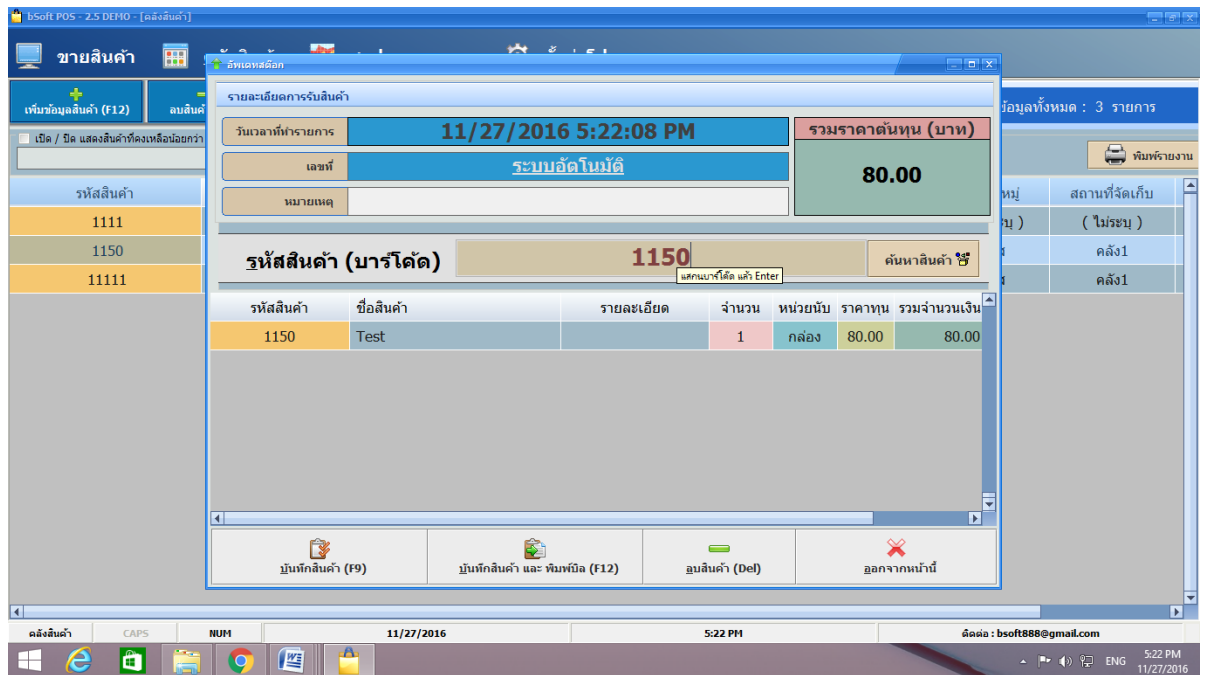 bSoft POS - 2.5 DEMO - [คลังสินค้า]
ขายสินค้า
อัพเดทสต๊อก
เพิ่มข้อมูลสินค้า (F12)
ลบสินค้
ข้อมูลทั้งหมด : 3 รายการ
รายละเอียดการรับสินค้า
วันเวลาที่ทำรายการ 11/27/2016 5:22:08 PM
รวมราคาต้นทุน (บาท)
เปิด / ปิด แสดงสินค้าที่คงเหลือน้อยกว่า
เลขที่ ระบบอัตโนมัติ
80.00
พิมพ์รายงาน
หมายเหตุ
รหัสสินค้า
หมู่ สถานที่จัดเก็บ
1111
( ไม่ระบุ )
1150
คลัง1
11111
คลัง1
รหัสสินค้า (บาร์โค้ด) 1150 ค้นหาสินค้า
แสกนบาร์โค๊ด แล้ว Enter
รหัสสินค้า ชื่อสินค้า รายละเอียด จำนวน หน่วยนับ ราคาทุน รวมจำนวนเงิน
1150 Test 1 กล่อง 80.00 80.00
บันทึกสินค้า (F9) บันทึกสินค้า และ พิมพ์บิล (F12) ลบสินค้า (Del) ออกจากหน้านี้
คลังสินค้า CAPS NUM 11/27/2016 5:22 PM ติดต่อ : bsoft888@gmail.com
ENG 5:22 PM
11/27/2016